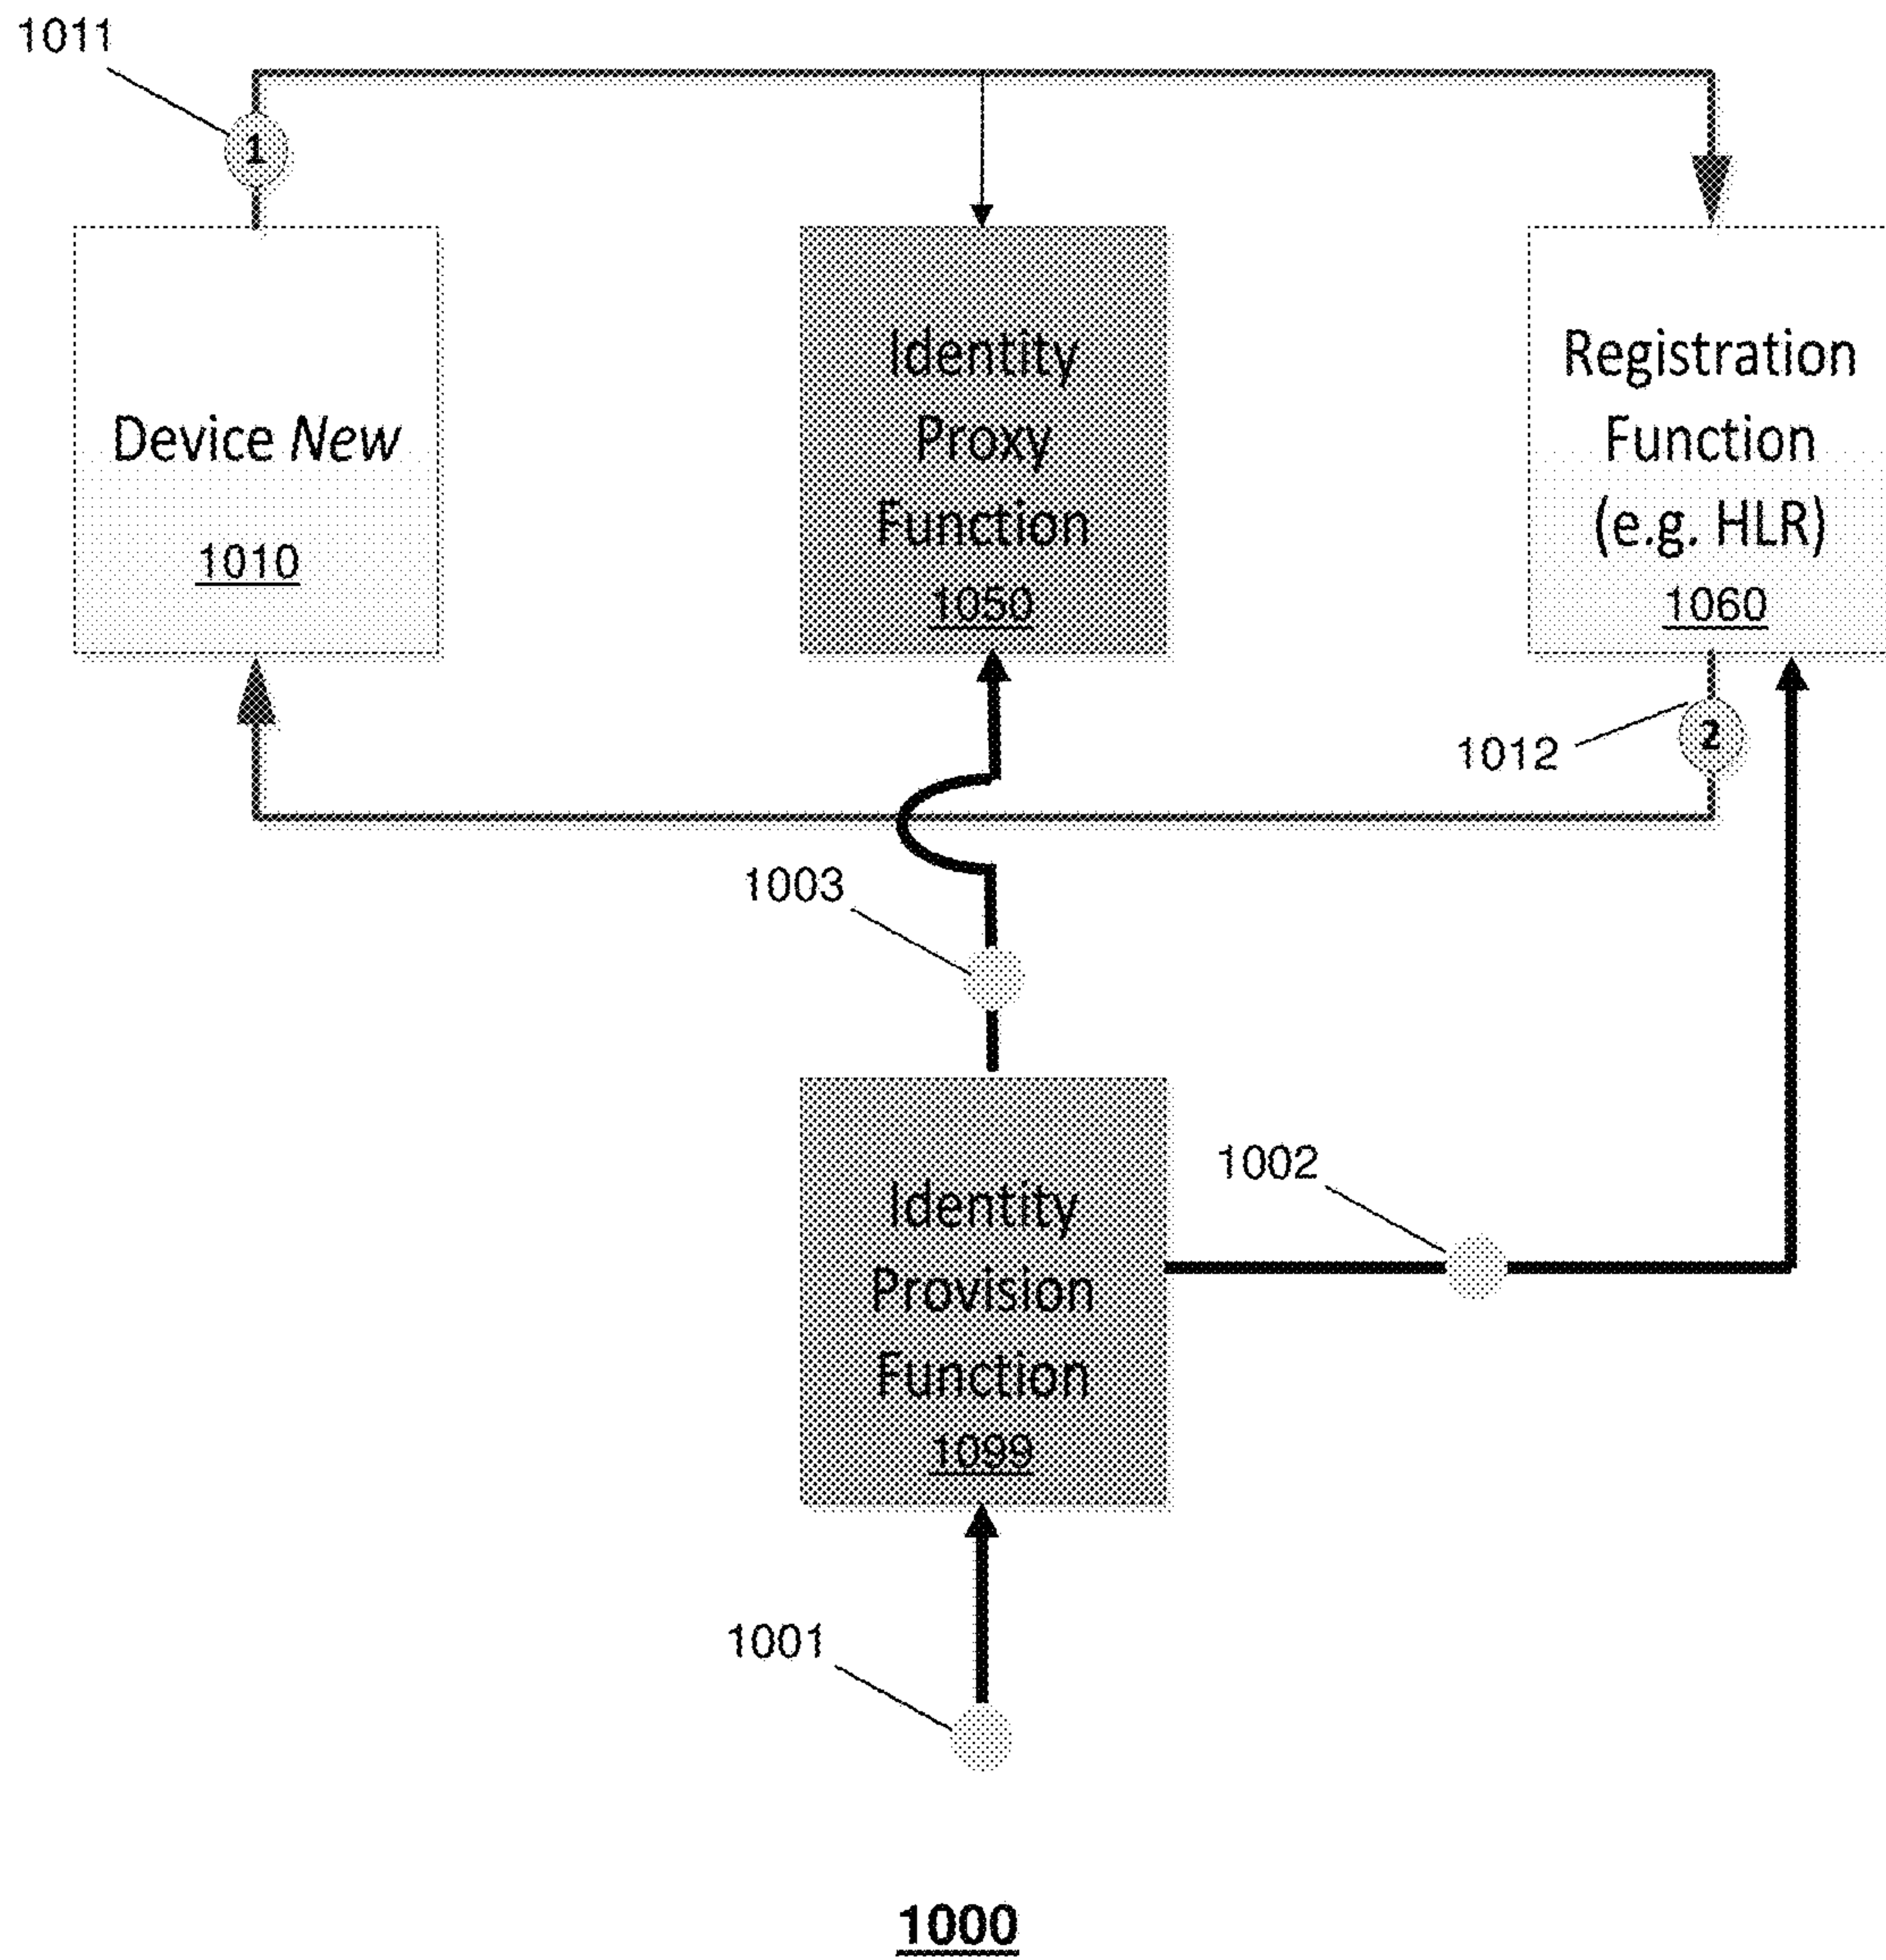 1011
1
Device New
1010
Identity
Proxy
Function
1050
Registration
Function
(e.g. HLR)
1060
1012
2
1003
1002
Identity
Provision
Function
1099
1001
1000